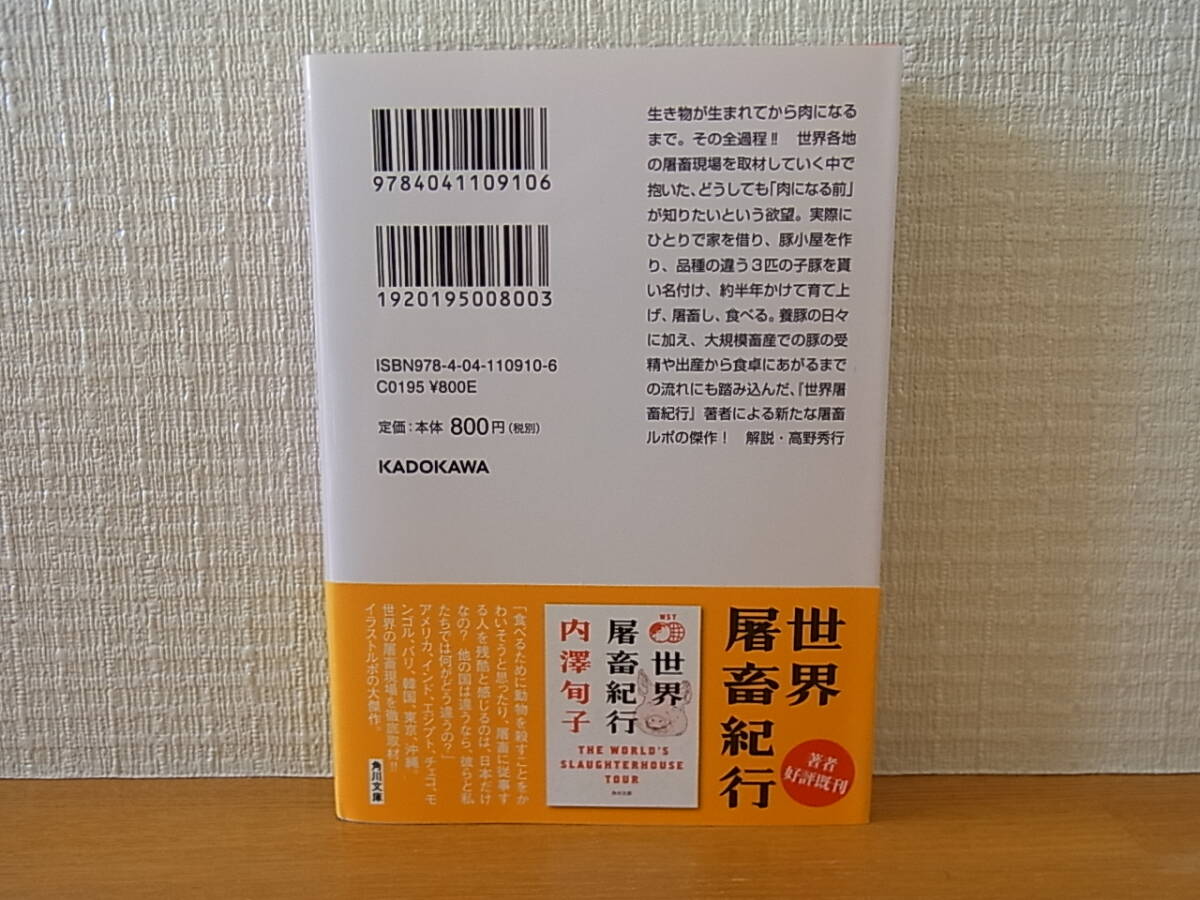 9784041109106
1920195008003
ISBN978-4-04-110910-6
C0195 ¥800E
定価：本体 800円（税別）
KADOKAWA
生き物が生まれてから肉になる
まで。その全過程!!　世界各地
の屠畜現場を取材していく中で
抱いた、どうしても「肉になる前」
が知りたいという欲望。実際に
ひとりで家を借り、豚小屋を作
り、品種の違う３匹の子豚を貰
い名付け、約半年かけて育て上
げ、屠畜し、食べる。養豚の日々
に加え、大規模畜産での豚の受
精や出産から食卓にあがるまで
の流れにも踏み込んだ、『世界屠
畜紀行』著者による新たな屠畜
ルポの傑作！　解説・高野秀行
世界
屠畜紀行
著者
好評既刊
WST
世界
屠畜紀行
内澤旬子
THE WORLD'S
SLAUGHTERHOUSE
TOUR
角川文庫
「食べるために動物を殺すことをか
わいそうと思ったり、屠畜に従事す
る人を残酷と感じるのは、日本だけ
なの？　他の国は違うなら、彼らと私
たちでは何がどう違うの？」
アメリカ、インド、エジプト、チェコ、モ
ンゴル、バリ、韓国、東京、沖縄。
世界の屠畜現場を徹底取材!!
イラストルポの大傑作。
角川文庫